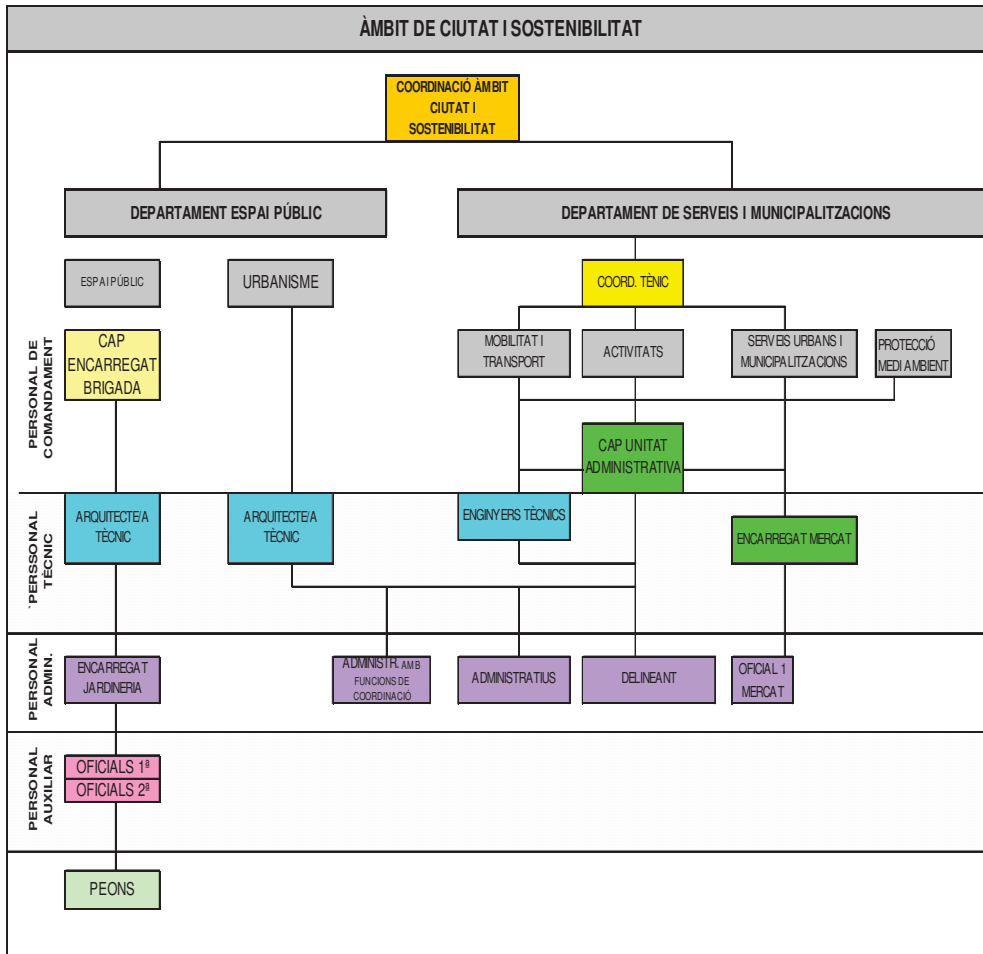 ÀMBIT DE CIUTAT I SOSTENIBILITAT
COORDINACIÓ ÀMBIT
CIUTAT I
SOSTENIBILITAT
DEPARTAMENT ESPAI PÚBLIC
DEPARTAMENT DE SERVEIS I MUNICIPALITZACIONS
ESPAI PÚBLIC
URBANISME
COORD. TÈNIC
PERSONAL DE
COMANDAMENT
CAP
ENCARREGAT
BRIGADA
MOBILITAT I
TRANSPORT
ACTIVITATS
SERVEIS URBANS I
MUNICIPALITZACIONS
PROTECCIÓ
MEDI AMBIENT
CAP UNITAT
ADMINISTRATIVA
`PERSSONAL
TÈCNIC
ARQUITECTE/A
TÈCNIC
ARQUITECTE/A
TÈCNIC
ENGINYERS TÈCNICS
ENCARREGAT MERCAT
PERSONAL
ADMIN.
ENCARREGAT
JARDINERIA
ADMINISTR. AMB
FUNCIONS DE
COORDINACIÓ
ADMINISTRATIUS
DELINEANT
OFICIAL 1
MERCAT
PERSONAL
AUXILIAR
OFICIALS 1ª
OFICIALS 2ª
PEONS